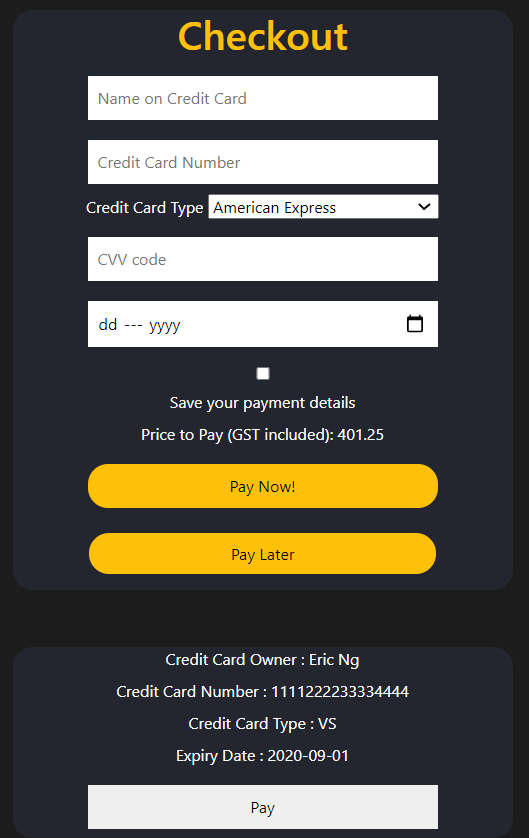 Checkout
Name on Credit Card
Credit Card Number
Credit Card Type American Express
CVV code
dd --- yyyy
Save your payment details
Price to Pay (GST included): 401.25
Pay Now!
Pay Later
Credit Card Owner : Eric Ng
Credit Card Number : 1111222233334444
Credit Card Type : VS
Expiry Date : 2020-09-01
Pay